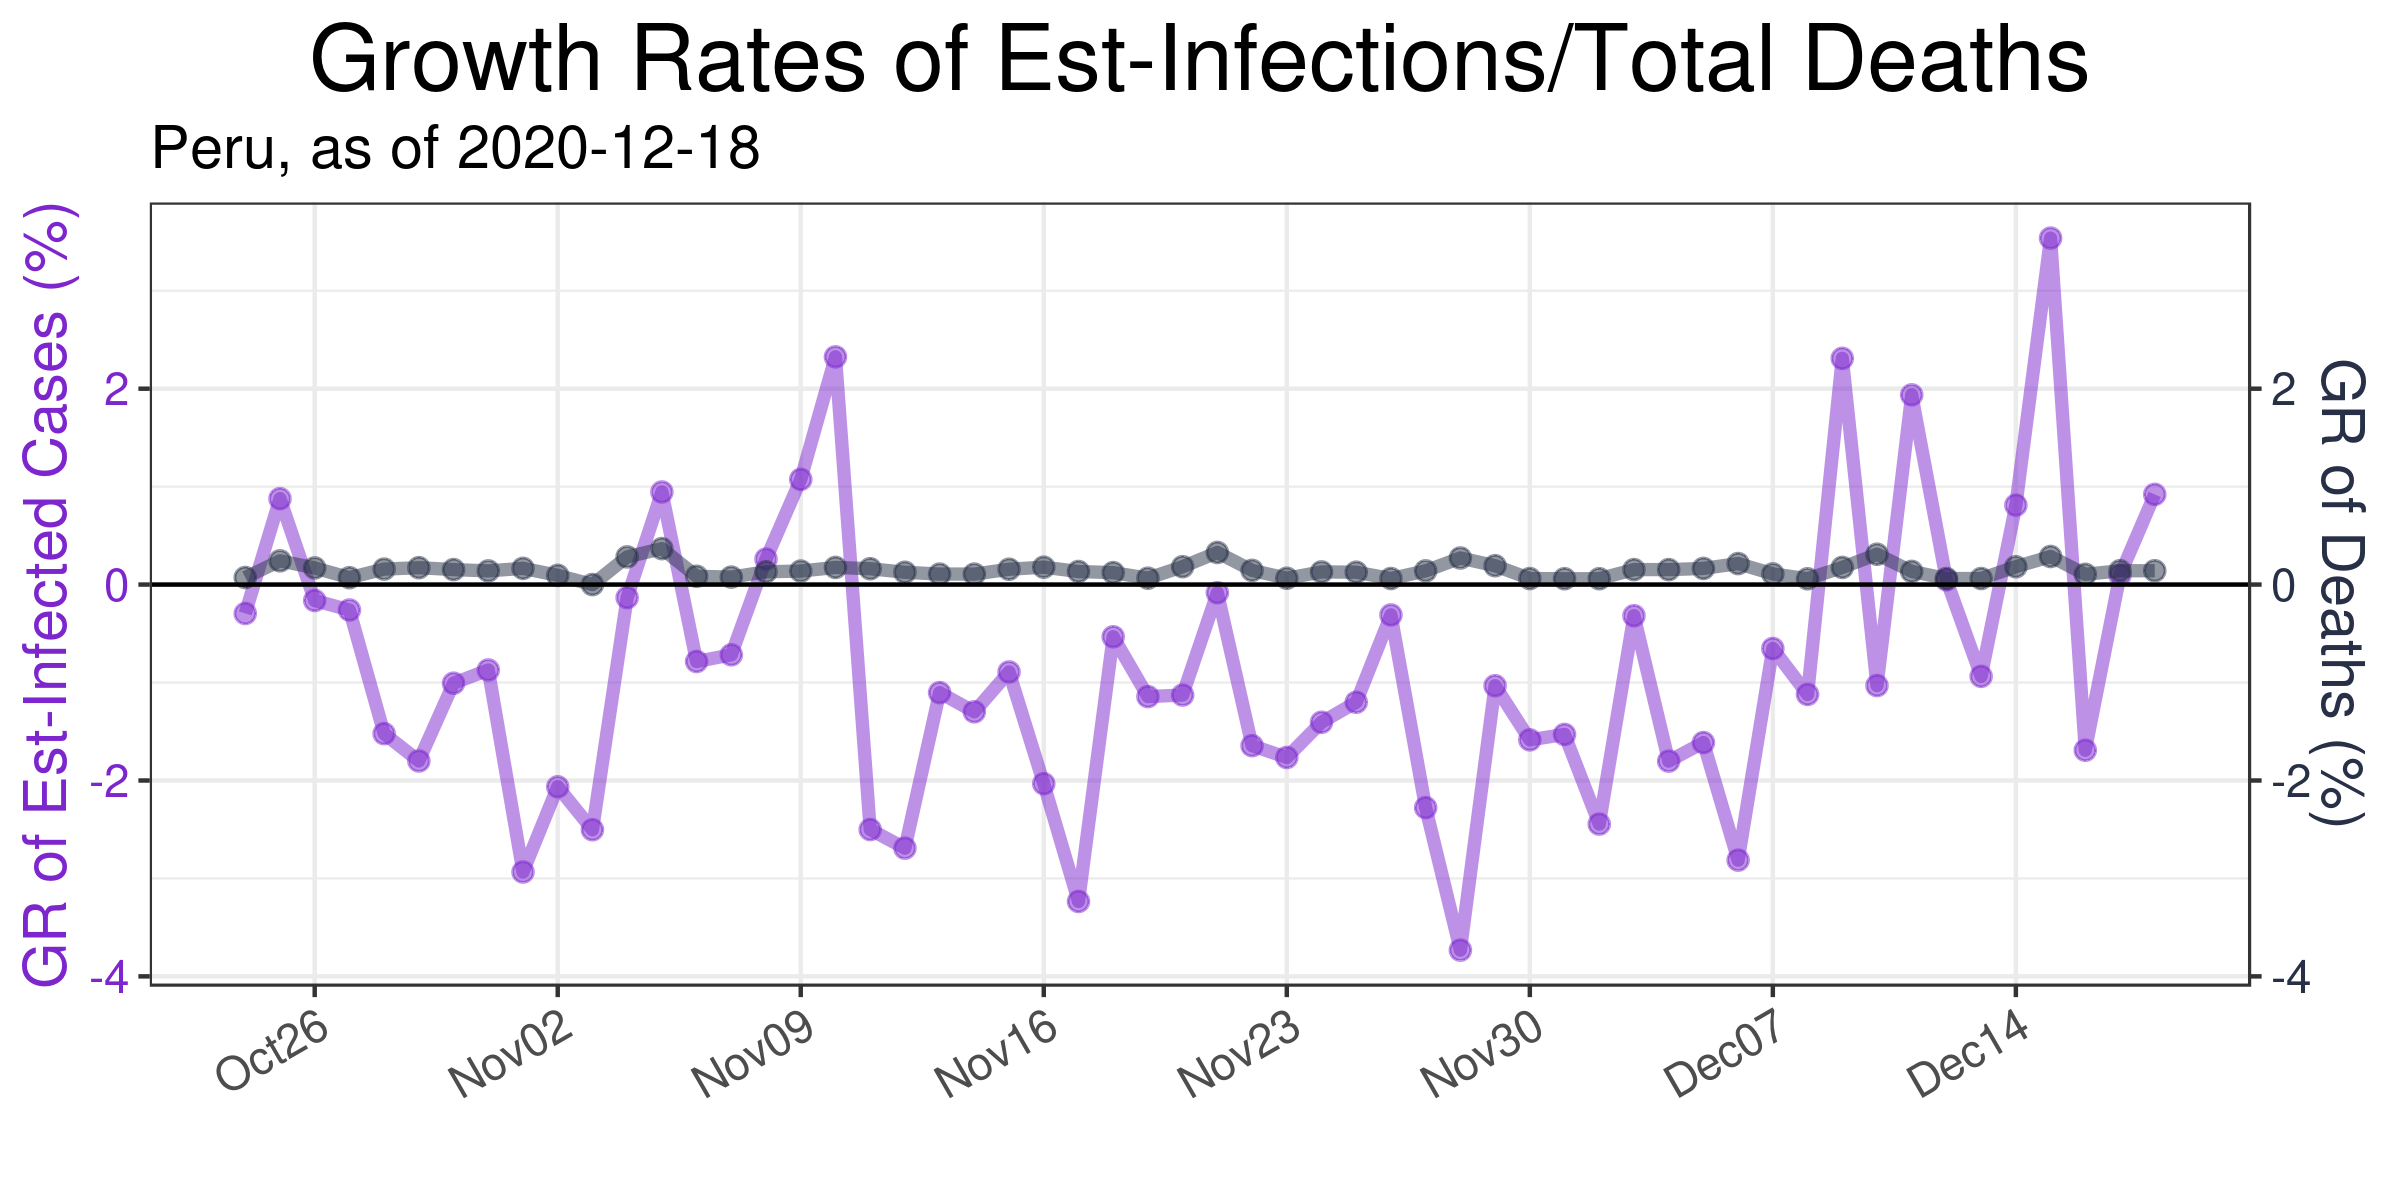 Growth Rates of Est-Infections/Total Deaths
Peru, as of 2020-12-18
GR of Est-Infected Cases (%)
2
0
-2
-4
2
0
-2
-4
GR of Deaths (%)
Oct26
Nov02
Nov09
Nov16
Nov23
Nov30
Dec07
Dec14